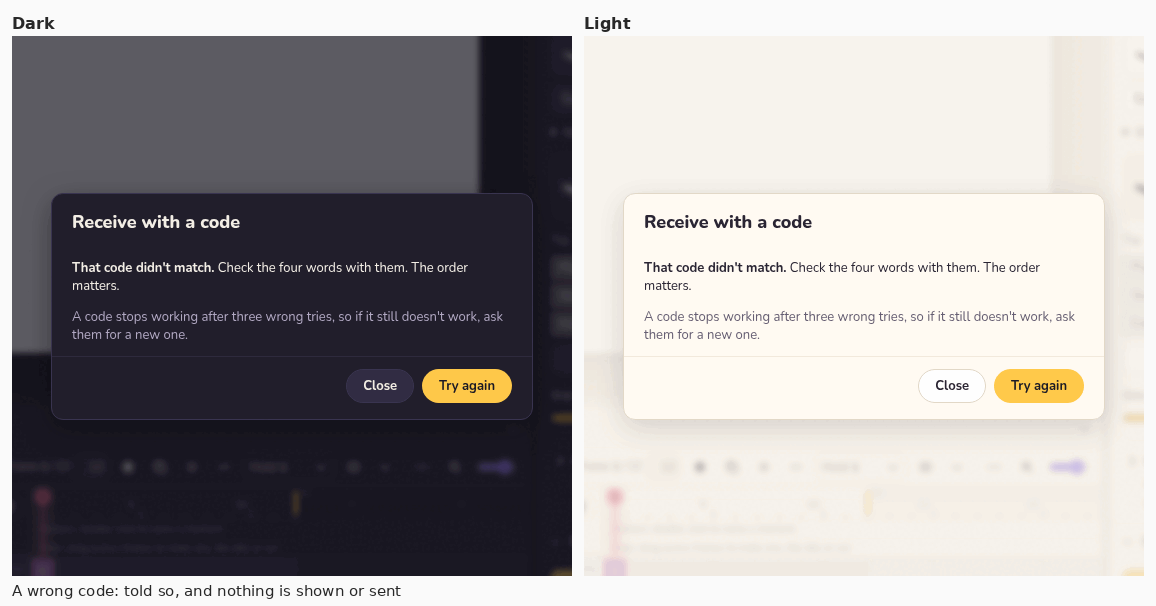 Dark
Light
Receive with a code
That code didn't match. Check the four words with them. The order
matters.
A code stops working after three wrong tries, so if it still doesn't work, ask
them for a new one.
Close
Try again
Receive with a code
That code didn't match. Check the four words with them. The order
matters.
A code stops working after three wrong tries, so if it still doesn't work, ask
them for a new one.
Close
Try again
A wrong code: told so, and nothing is shown or sent